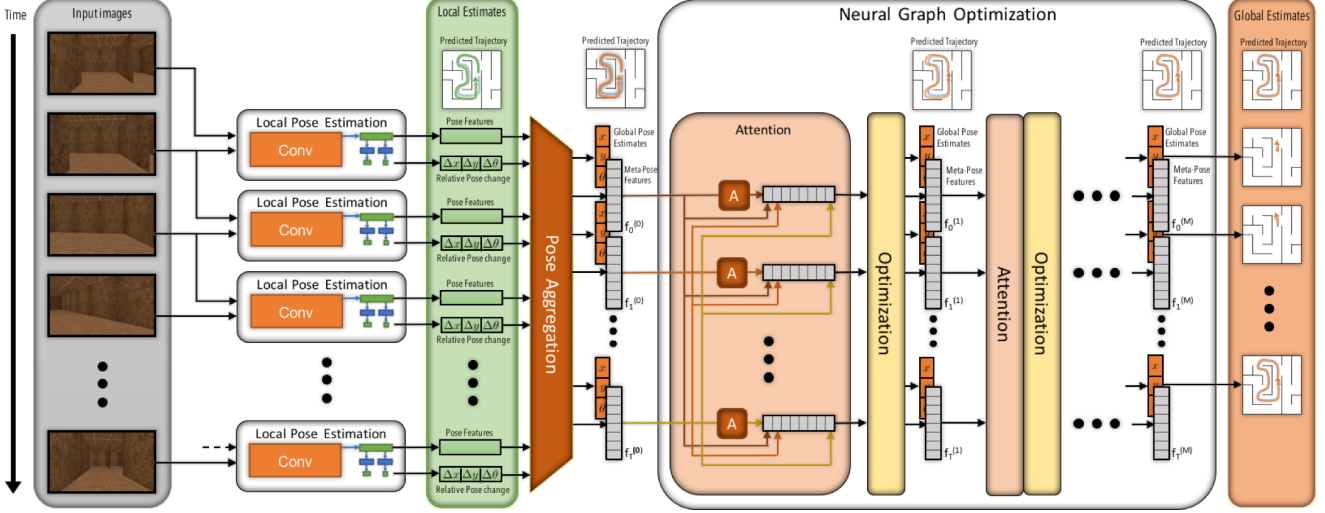 Time
Input images
Local Estimates
Neural Graph Optimization
Global Estimates
Predicted Trajectory
Predicted Trajectory
Predicted Trajectory
Predicted Trajectory
Predicted Trajectory
Local Pose Estimation
Conv
Pose Features
Δx Δy Δθ
Relative Pose change
Local Pose Estimation
Conv
Pose Features
Δx Δy Δθ
Relative Pose change
Local Pose Estimation
Conv
Pose Features
Δx Δy Δθ
Relative Pose change
Local Pose Estimation
Conv
Pose Features
Δx Δy Δθ
Relative Pose change
Pose Aggregation
x
y
θ
Global Pose
Estimates
Meta-Pose
Features
f₀⁽⁰⁾
x
θ
f₁⁽⁰⁾
x
y
θ
f_T⁽⁰⁾
Attention
A
A
A
Optimization
x
y
θ
Global Pose
Estimates
Meta-Pose
Features
f₀⁽¹⁾
f₁⁽¹⁾
x
y
θ
f_T⁽¹⁾
Attention
Optimization
x
y
θ
Global Pose
Estimates
Meta-Pose
Features
f₀⁽ᴹ⁾
f₁⁽ᴹ⁾
x
y
θ
f_T⁽ᴹ⁾